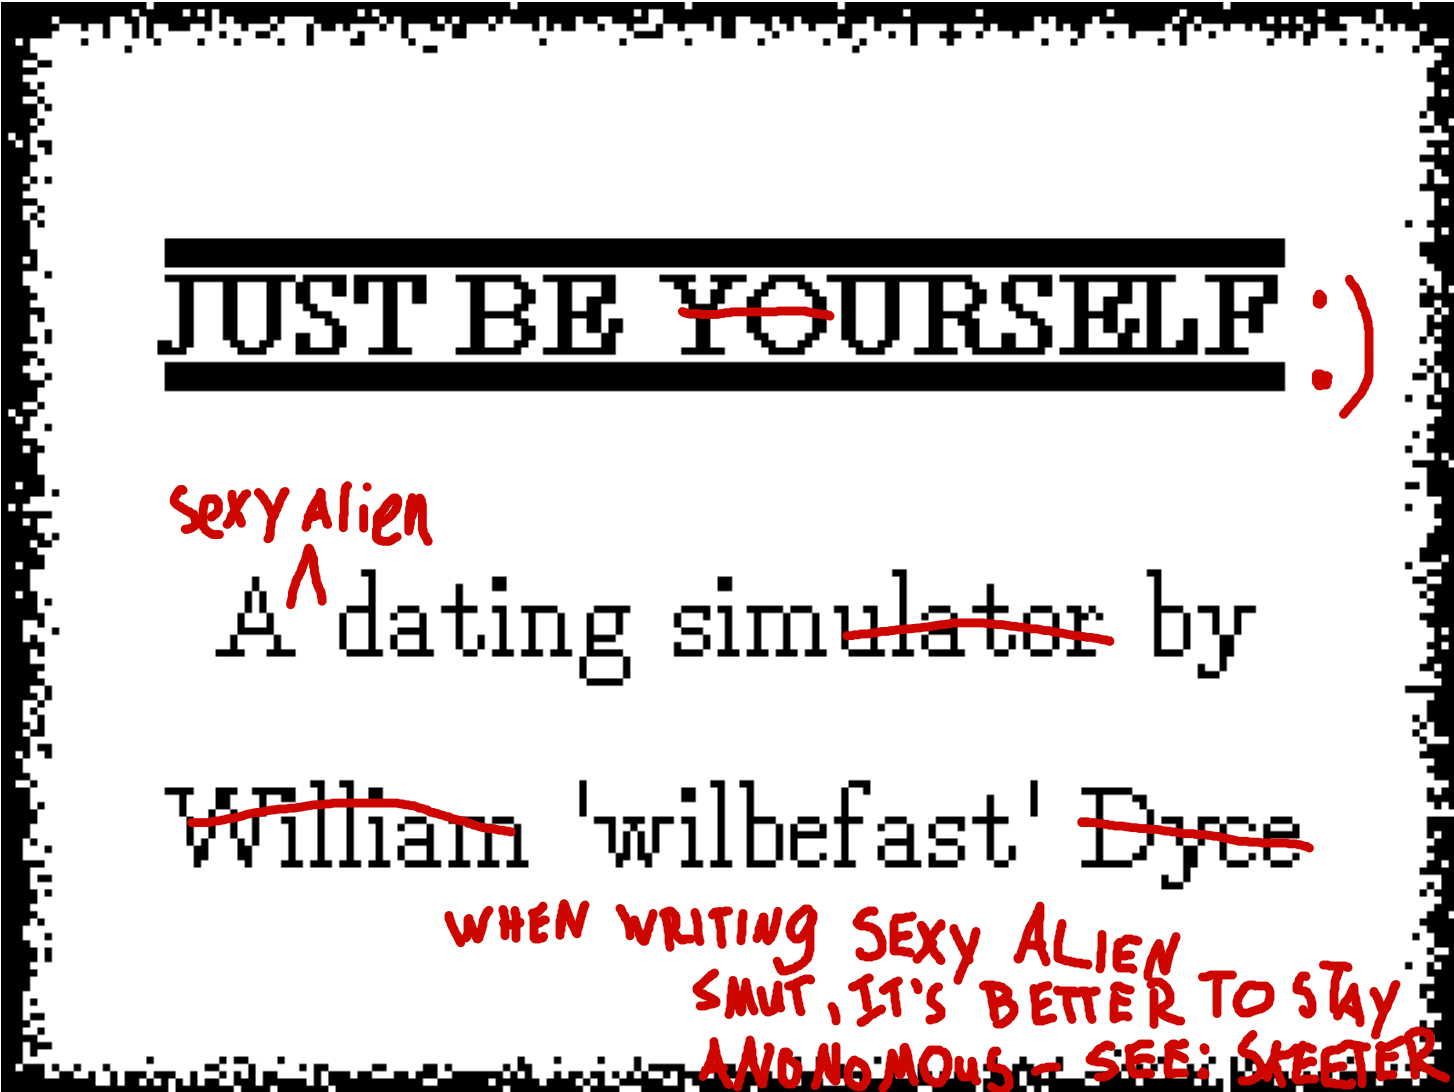 JUST BE YOURSELF :)
Sexy Alien
A dating simulator by
William 'wilbefast' Dyce
WHEN WRITING SEXY ALIEN
SMUT, IT'S BETTER TO STAY
ANONOMOUS - SEE: SKEETER